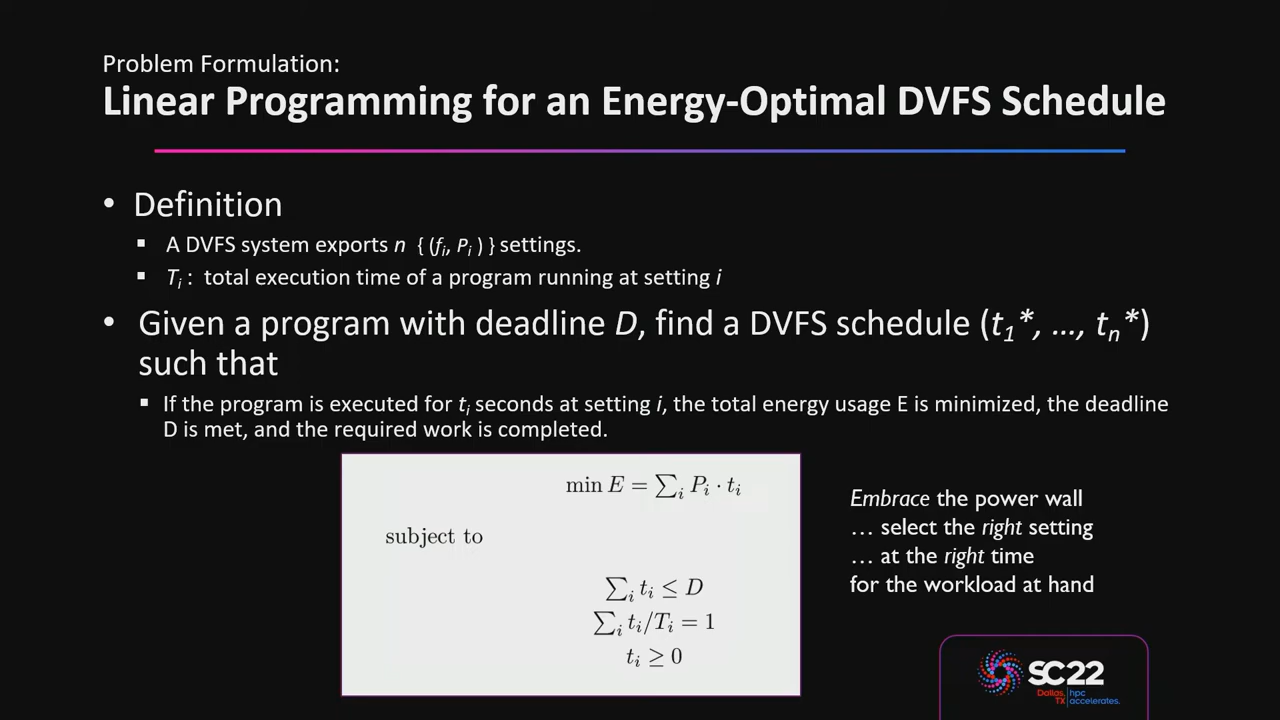 Problem Formulation:
Linear Programming for an Energy-Optimal DVFS Schedule
• Definition
▪ A DVFS system exports n { (fᵢ, Pᵢ ) } settings.
▪ Tᵢ : total execution time of a program running at setting i
• Given a program with deadline D, find a DVFS schedule (t₁*, …, tₙ*)
such that
▪ If the program is executed for tᵢ seconds at setting i, the total energy usage E is minimized, the deadline
D is met, and the required work is completed.
min E = ∑ᵢ Pᵢ · tᵢ
subject to
∑ᵢ tᵢ ≤ D
∑ᵢ tᵢ/Tᵢ = 1
tᵢ ≥ 0
Embrace the power wall
… select the right setting
… at the right time
for the workload at hand
SC22
Dallas, TX | hpc accelerates.